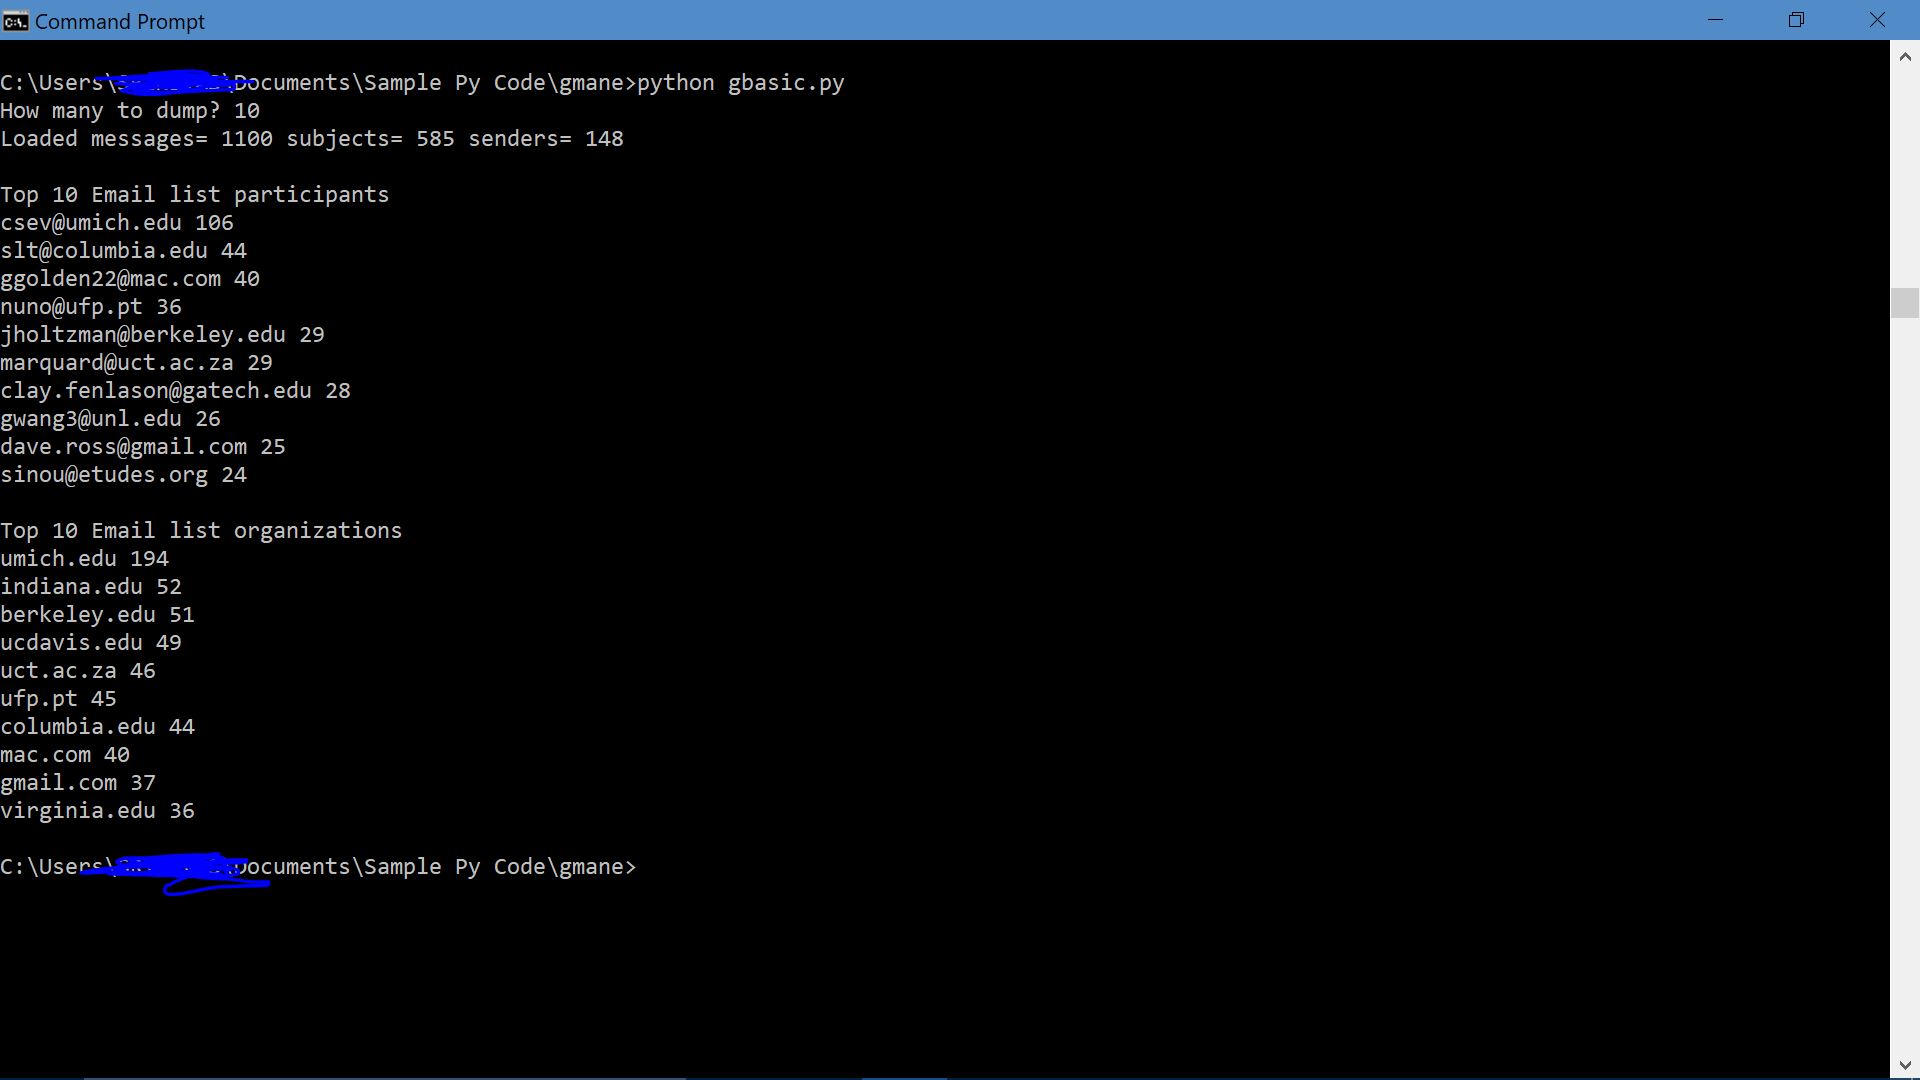 Command Prompt
C:\Users\Documents\Sample Py Code\gmane>python gbasic.py
How many to dump? 10
Loaded messages= 1100 subjects= 585 senders= 148
Top 10 Email list participants
csev@umich.edu 106
slt@columbia.edu 44
ggolden22@mac.com 40
nuno@ufp.pt 36
jholtzman@berkeley.edu 29
marquard@uct.ac.za 29
clay.fenlason@gatech.edu 28
gwang3@unl.edu 26
dave.ross@gmail.com 25
sinou@etudes.org 24
Top 10 Email list organizations
umich.edu 194
indiana.edu 52
berkeley.edu 51
ucdavis.edu 49
uct.ac.za 46
ufp.pt 45
columbia.edu 44
mac.com 40
gmail.com 37
virginia.edu 36
C:\Users\Documents\Sample Py Code\gmane>